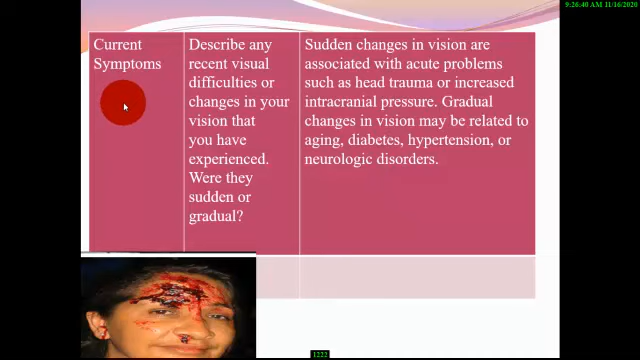 9:26:40 AM 11/16/2020
Current
Symptoms
Describe any
recent visual
difficulties or
changes in your
vision that
you have
experienced.
Were they
sudden or
gradual?
Sudden changes in vision are
associated with acute problems
such as head trauma or increased
intracranial pressure. Gradual
changes in vision may be related to
aging, diabetes, hypertension, or
neurologic disorders.
1222